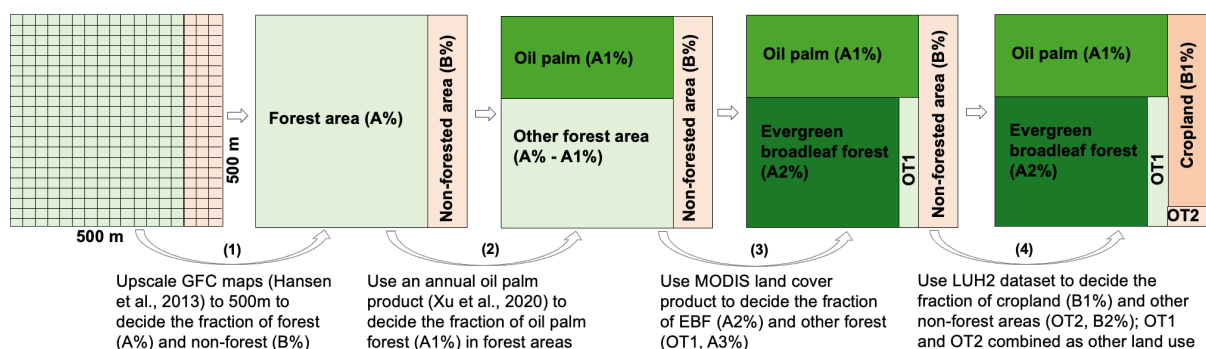 500 m
500 m
Forest area (A%)
Non-forested area (B%)
Oil palm (A1%)
Other forest area
(A% - A1%)
Non-forested area (B%)
Oil palm (A1%)
Evergreen
broadleaf forest
(A2%)
OT1
Non-forested area (B%)
Oil palm (A1%)
Evergreen
broadleaf forest
(A2%)
OT1
Cropland (B1%)
OT2
(1)
Upscale GFC maps (Hansen
et al., 2013) to 500m to
decide the fraction of forest
(A%) and non-forest (B%)
(2)
Use an annual oil palm
product (Xu et al., 2020) to
decide the fraction of oil palm
forest (A1%) in forest areas
(3)
Use MODIS land cover
product to decide the fraction
of EBF (A2%) and other forest
(OT1, A3%)
(4)
Use LUH2 dataset to decide the
fraction of cropland (B1%) and other
non-forest areas (OT2, B2%); OT1
and OT2 combined as other land use